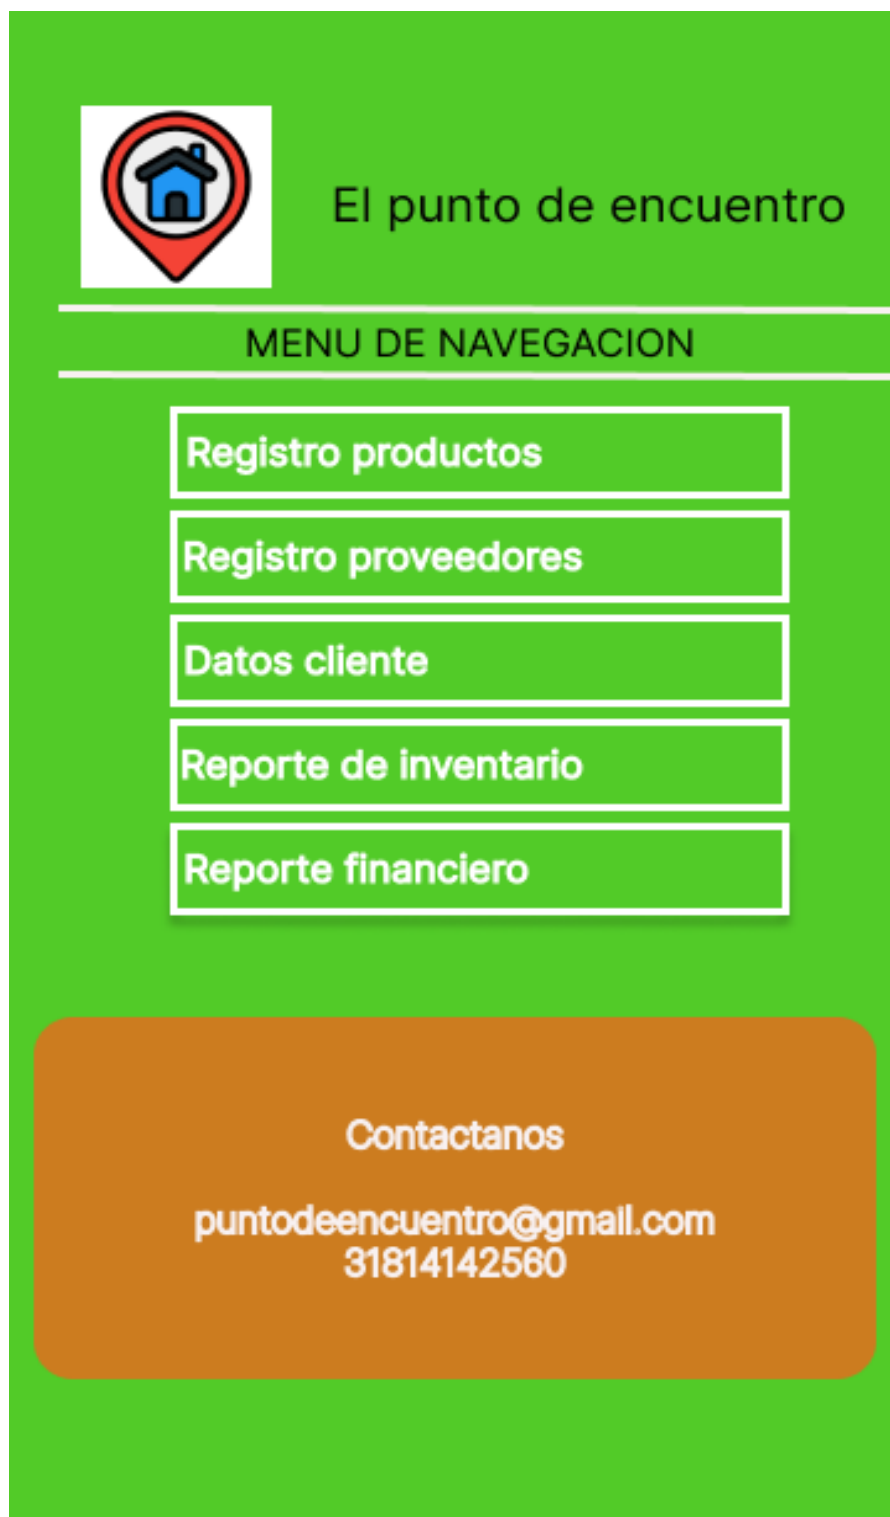 El punto de encuentro
MENU DE NAVEGACION
Registro productos
Registro proveedores
Datos cliente
Reporte de inventario
Reporte financiero
Contactanos
puntodeencuentro@gmail.com
31814142560